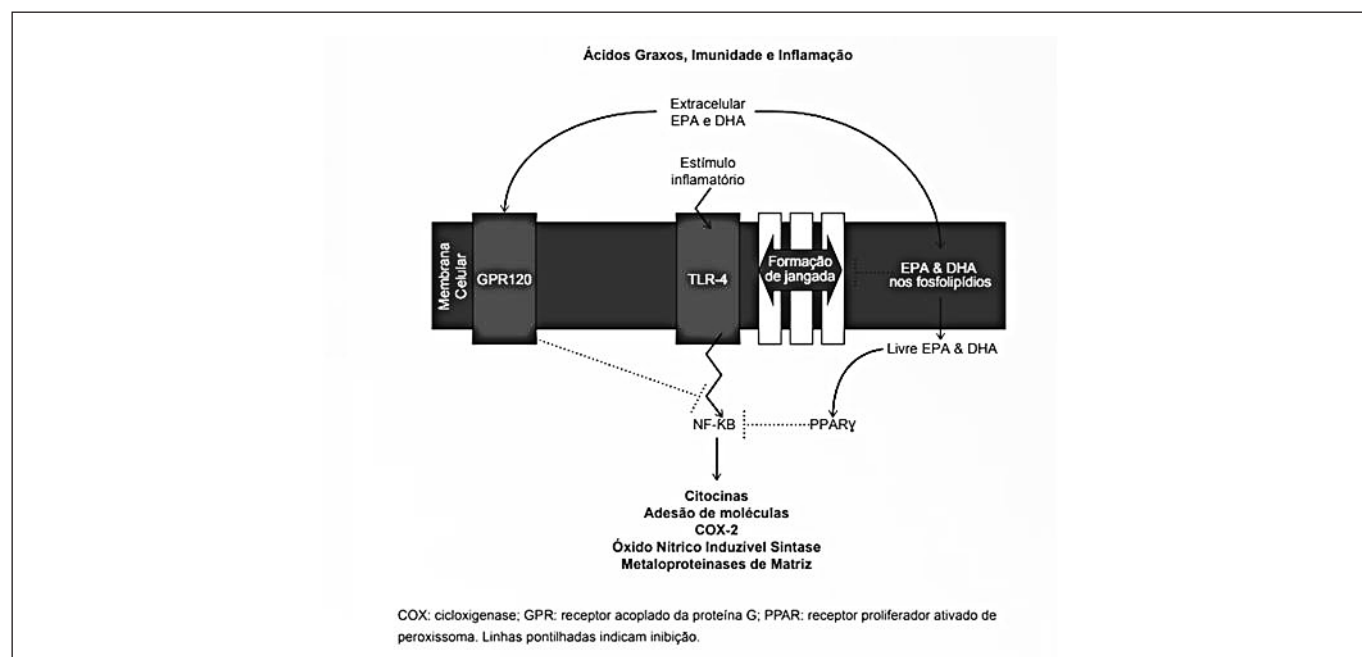 Ácidos Graxos, Imunidade e Inflamação
Extracelular
EPA e DHA
Estímulo
inflamatório
Membrana
Celular
GPR120
TLR-4
Formação
de jangada
EPA & DHA
nos fosfolipídios
Livre EPA & DHA
NF-KB
PPARγ
Citocinas
Adesão de moléculas
COX-2
Óxido Nítrico Induzível Sintase
Metaloproteinases de Matriz
COX: cicloxigenase; GPR: receptor acoplado da proteína G; PPAR: receptor proliferador ativado de
peroxissoma. Linhas pontilhadas indicam inibição.